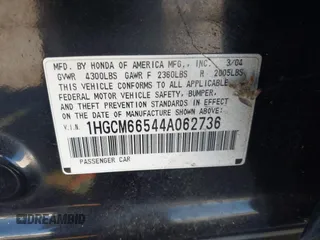 MFD. BY HONDA OF AMERICA MFG., INC. 3/04
GVWR 4300LBS GAWR F 2360LBS R 2005LBS
THIS VEHICLE CONFORMS TO ALL APPLICABLE
FEDERAL MOTOR VEHICLE SAFETY, BUMPER,
AND THEFT PREVENTION STANDARDS IN EFFECT
ON THE DATE OF MANUFACTURE SHOWN ABOVE.
V.I.N. 1HGCM66544A062736
PASSENGER CAR
DREAMBID